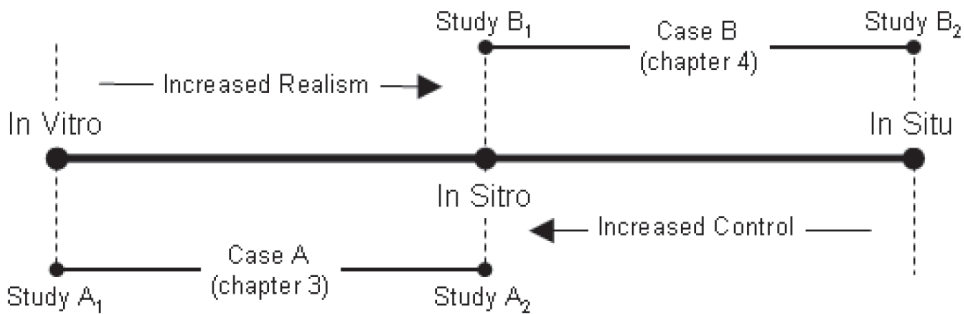 Study B₁
Case B
(chapter 4)
Study B₂
Increased Realism
In Vitro
In Situ
In Sitro
Increased Control
Case A
(chapter 3)
Study A₁
Study A₂